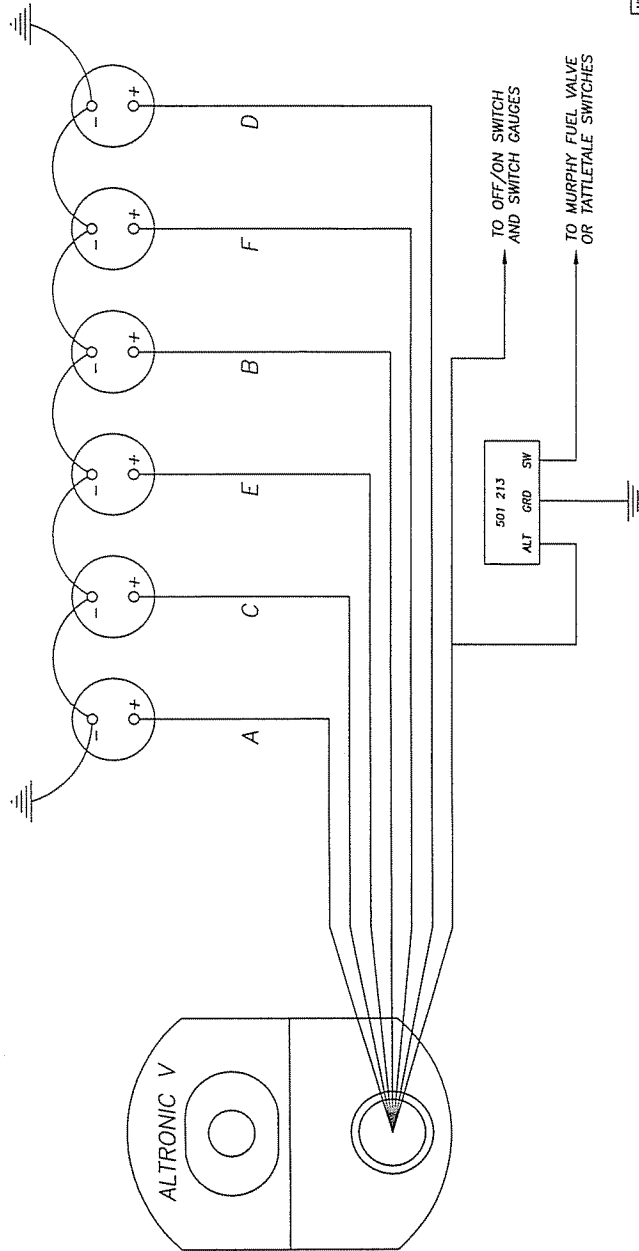 ALTRONIC V
A
C
E
B
F
D
-
+
-
+
-
+
-
+
-
+
-
+
501 213
ALT GRD SW
TO OFF/ON SWITCH
AND SWITCH GAUGES
TO MURPHY FUEL VALVE
OR TATTLETALE SWITCHES